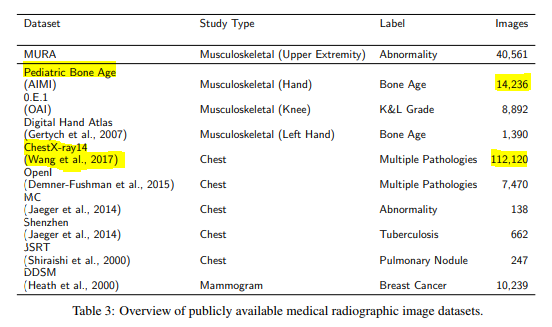 Dataset Study Type Label Images
MURA Musculoskeletal (Upper Extremity) Abnormality 40,561
Pediatric Bone Age
(AIMI) Musculoskeletal (Hand) Bone Age 14,236
0.E.1
(OAI) Musculoskeletal (Knee) K&L Grade 8,892
Digital Hand Atlas
(Gertych et al., 2007) Musculoskeletal (Left Hand) Bone Age 1,390
ChestX-ray14
(Wang et al., 2017) Chest Multiple Pathologies 112,120
OpenI
(Demner-Fushman et al., 2015) Chest Multiple Pathologies 7,470
MC
(Jaeger et al., 2014) Chest Abnormality 138
Shenzhen
(Jaeger et al., 2014) Chest Tuberculosis 662
JSRT
(Shiraishi et al., 2000) Chest Pulmonary Nodule 247
DDSM
(Heath et al., 2000) Mammogram Breast Cancer 10,239
Table 3: Overview of publicly available medical radiographic image datasets.